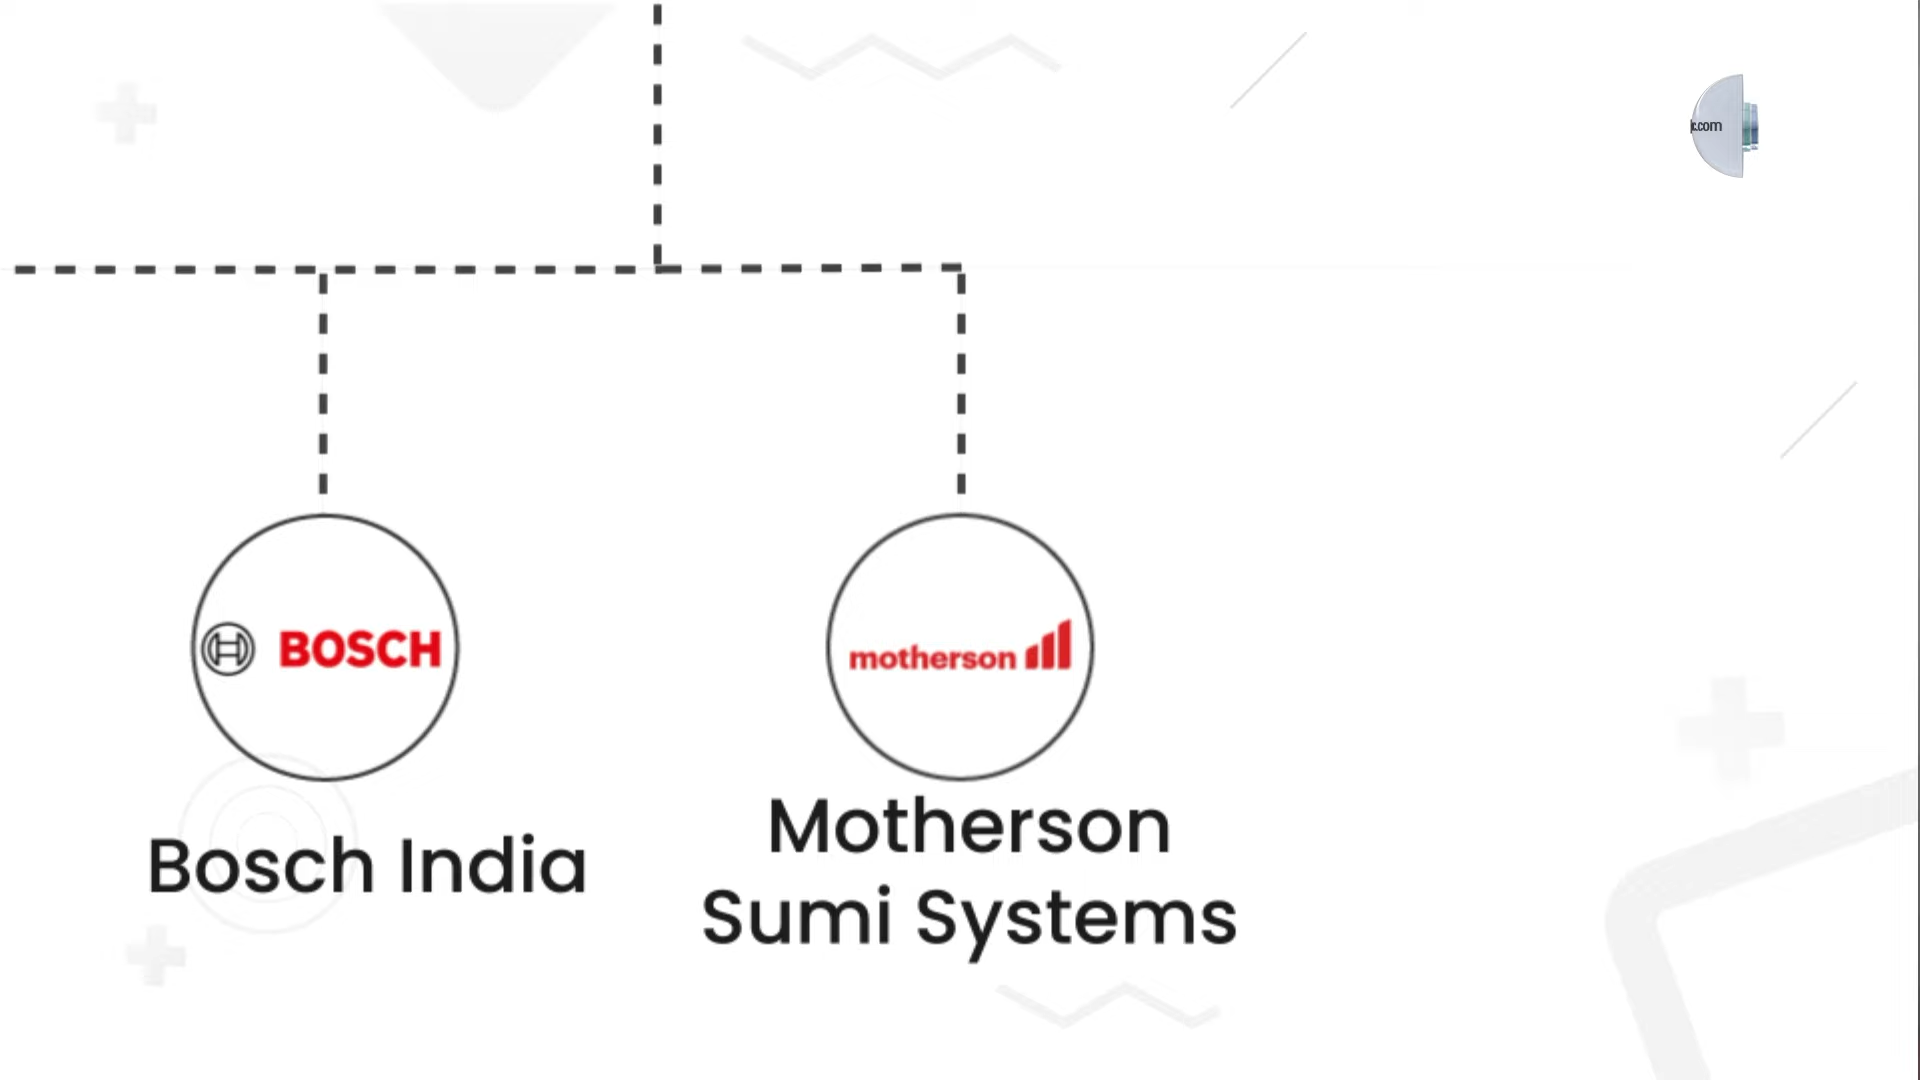 c.com
BOSCH
motherson
Bosch India
Motherson
Sumi Systems